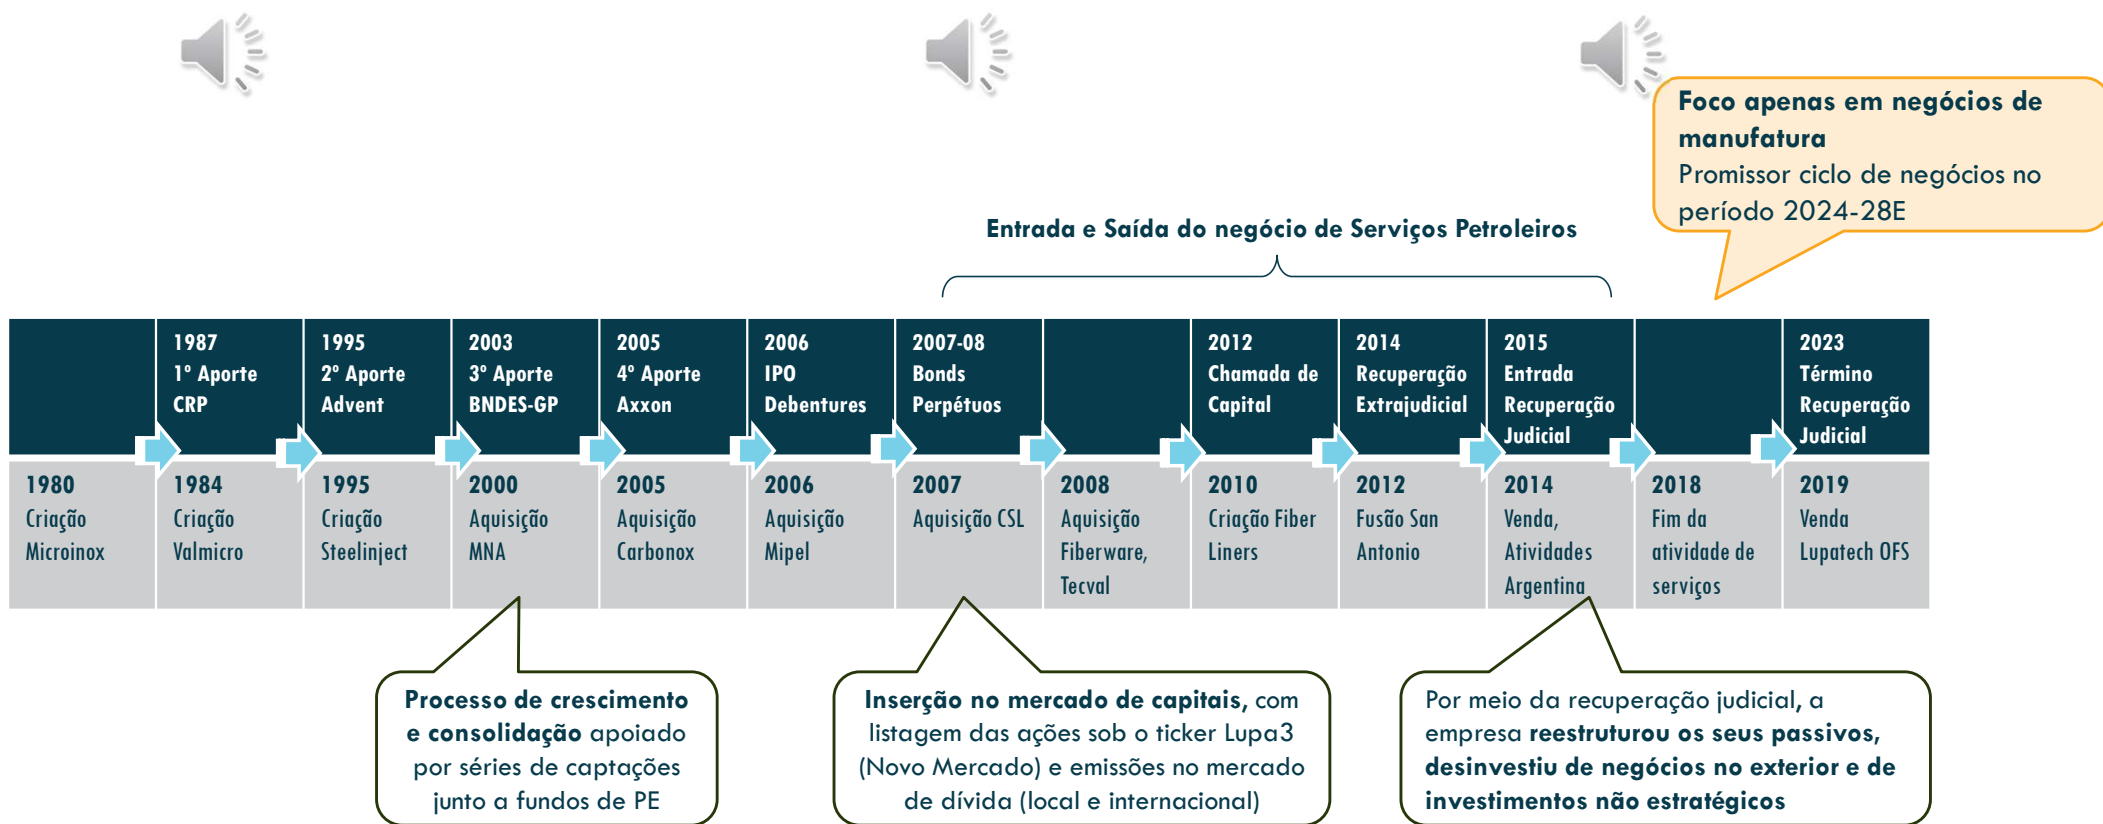 Foco apenas em negócios de
manufatura
Promissor ciclo de negócios no
período 2024-28E
Entrada e Saída do negócio de Serviços Petroleiros
1987
1º Aporte
CRP
1995
2º Aporte
Advent
2003
3º Aporte
BNDES-GP
2005
4º Aporte
Axxon
2006
IPO
Debentures
2007-08
Bonds
Perpétuos
2012
Chamada de
Capital
2014
Recuperação
Extrajudicial
2015
Entrada
Recuperação
Judicial
2023
Término
Recuperação
Judicial
1980
Criação
Microinox
1984
Criação
Valmicro
1995
Criação
Steelinject
2000
Aquisição
MNA
2005
Aquisição
Carbonox
2006
Aquisição
Mipel
2007
Aquisição CSL
2008
Aquisição
Fiberware,
Tecval
2010
Criação Fiber
Liners
2012
Fusão San
Antonio
2014
Venda,
Atividades
Argentina
2018
Fim da
atividade de
serviços
2019
Venda
Lupatech OFS
Processo de crescimento
e consolidação apoiado
por séries de captações
junto a fundos de PE
Inserção no mercado de capitais, com
listagem das ações sob o ticker Lupa3
(Novo Mercado) e emissões no mercado
de dívida (local e internacional)
Por meio da recuperação judicial, a
empresa reestruturou os seus passivos,
desinvestiu de negócios no exterior e de
investimentos não estratégicos